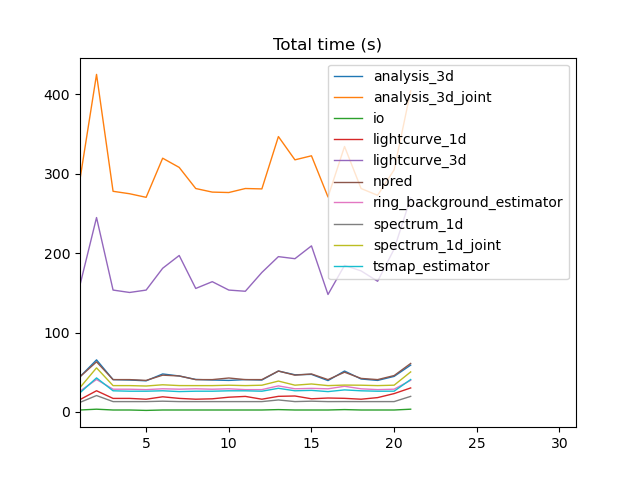 Total time (s)
400
300
200
100
0
5
10
15
20
25
30
analysis_3d
analysis_3d_joint
io
lightcurve_1d
lightcurve_3d
npred
ring_background_estimator
spectrum_1d
spectrum_1d_joint
tsmap_estimator